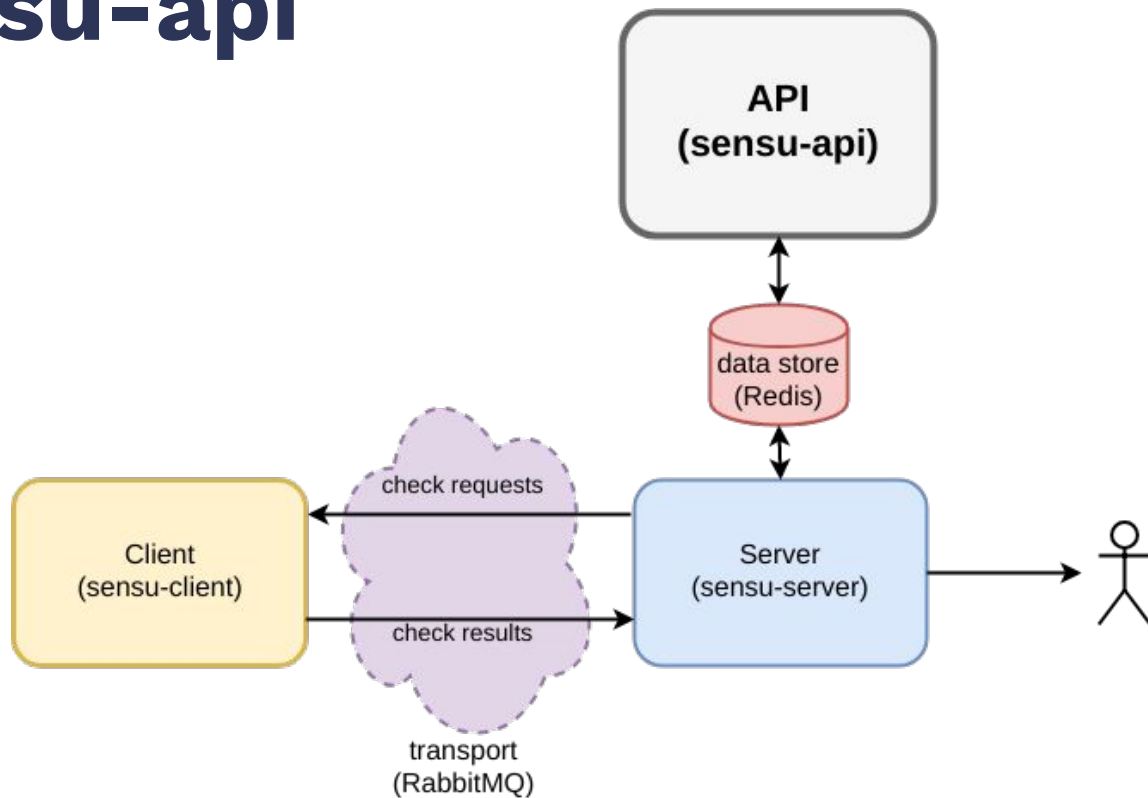 su-api
API
(sensu-api)
data store
(Redis)
check requests
Client
(sensu-client)
Server
(sensu-server)
check results
transport
(RabbitMQ)